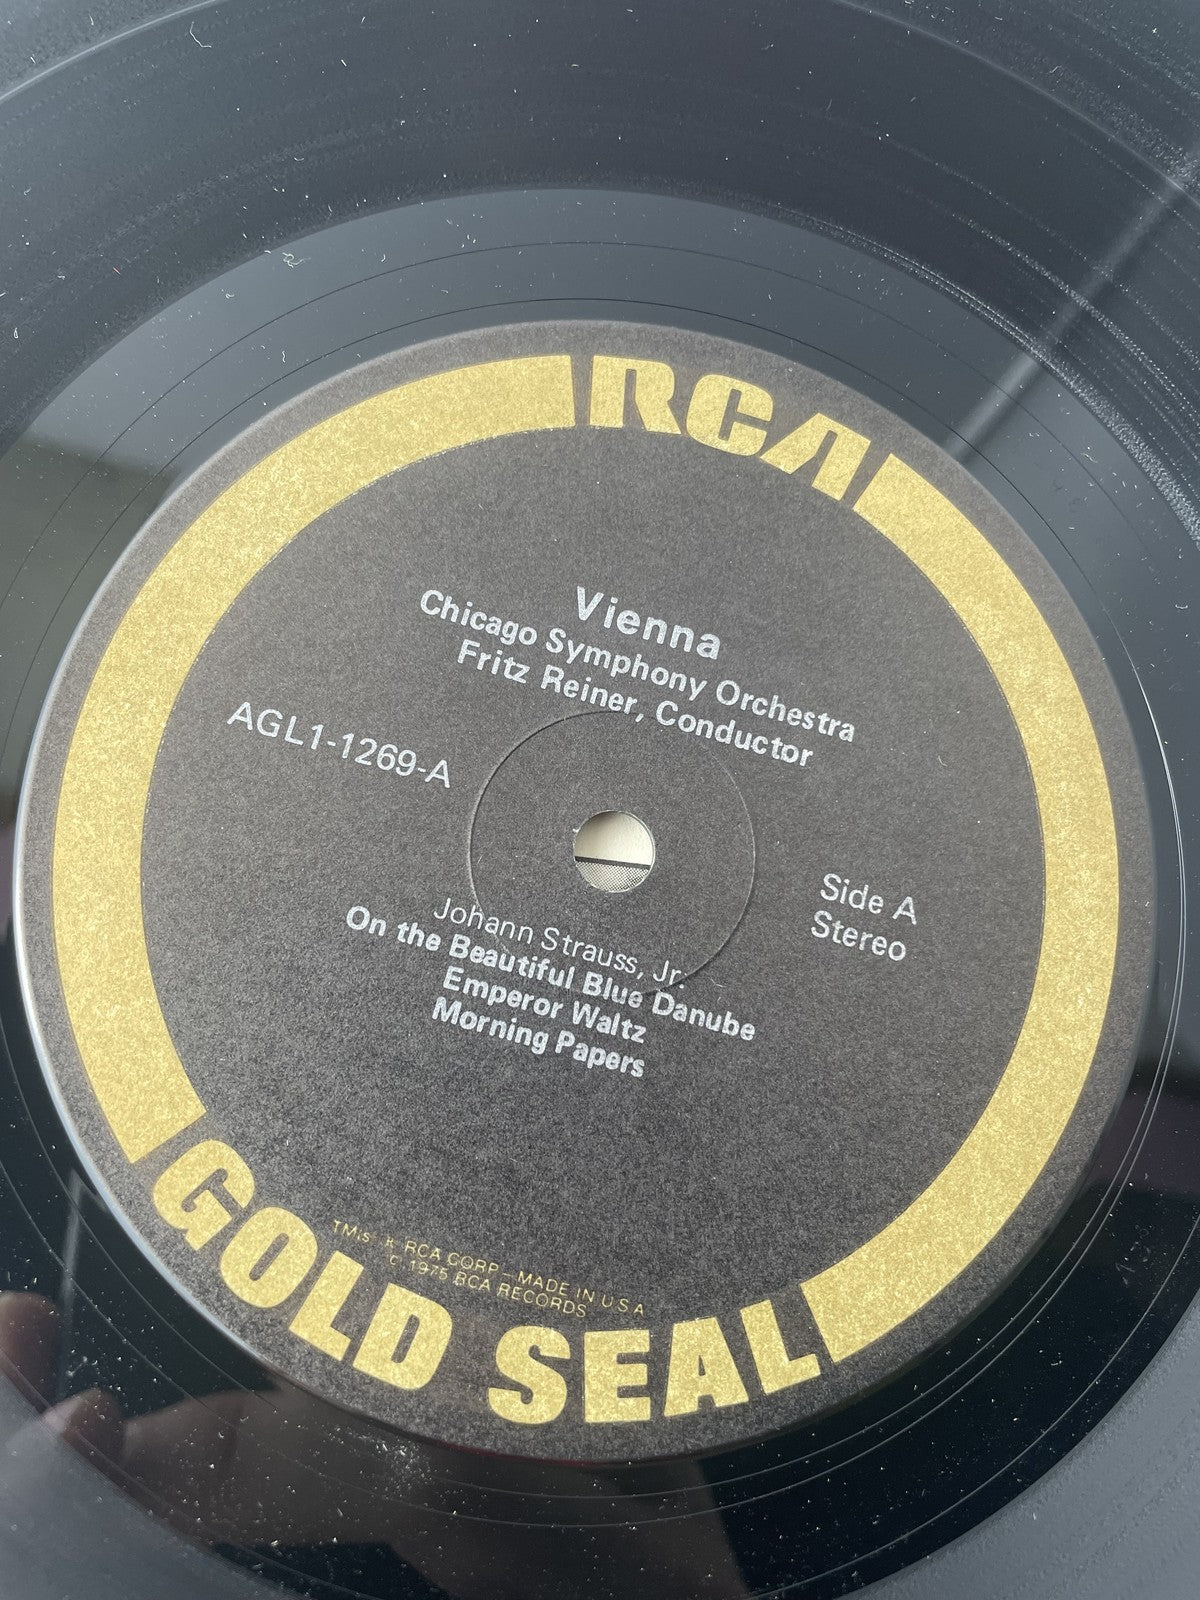 RCA
Vienna
Chicago Symphony Orchestra
Fritz Reiner, Conductor
AGL1-1269-A
Side A
Stereo
Johann Strauss, Jr.
On the Beautiful Blue Danube
Emperor Waltz
Morning Papers
RCA CORP – MADE IN U S A
© 1975 RCA RECORDS
GOLD SEAL